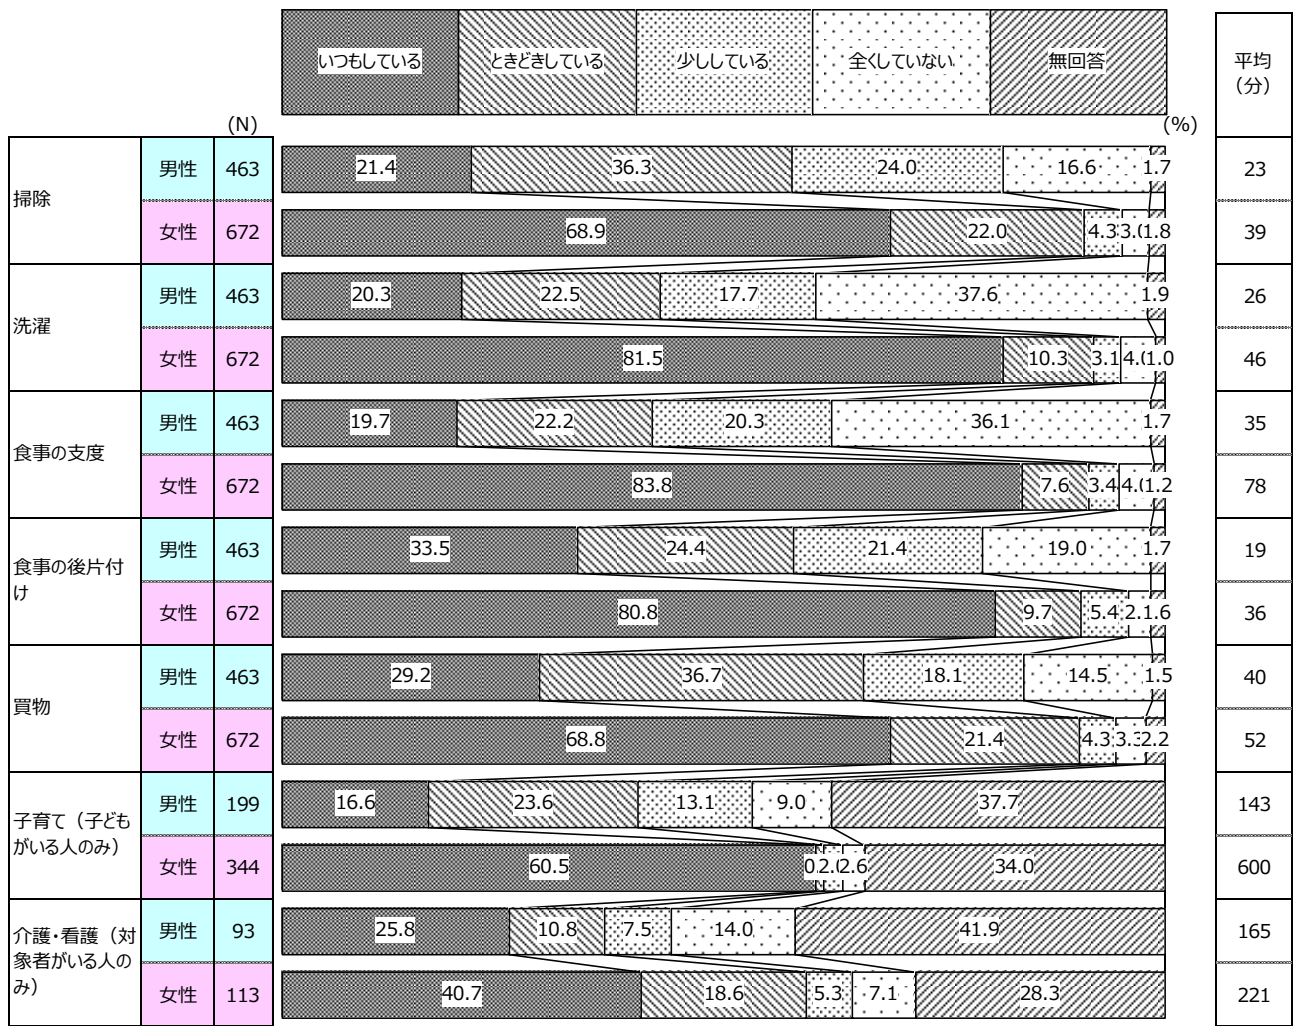 いつもしている ときどきしている 少ししている 全くしていない 無回答
平均
（分）
(N) (%)
掃除
男性 463 21.4 36.3 24.0 16.6 1.7 23
女性 672 68.9 22.0 4.3 1.8 39
洗濯
男性 463 20.3 22.5 17.7 37.6 1.9 26
女性 672 81.5 10.3 3.1 1.0 46
食事の支度
男性 463 19.7 22.2 20.3 36.1 1.7 35
女性 672 83.8 7.6 3.4 1.2 78
食事の後片付
け
男性 463 33.5 24.4 21.4 19.0 1.7 19
女性 672 80.8 9.7 5.4 1.6 36
買物
男性 463 29.2 36.7 18.1 14.5 1.5 40
女性 672 68.8 21.4 4.3 3.3 2.2 52
子育て（子ども
がいる人のみ）
男性 199 16.6 23.6 13.1 9.0 37.7 143
女性 344 60.5 2.6 34.0 600
介護・看護（対
象者がいる人の
み）
男性 93 25.8 10.8 7.5 14.0 41.9 165
女性 113 40.7 18.6 5.3 7.1 28.3 221